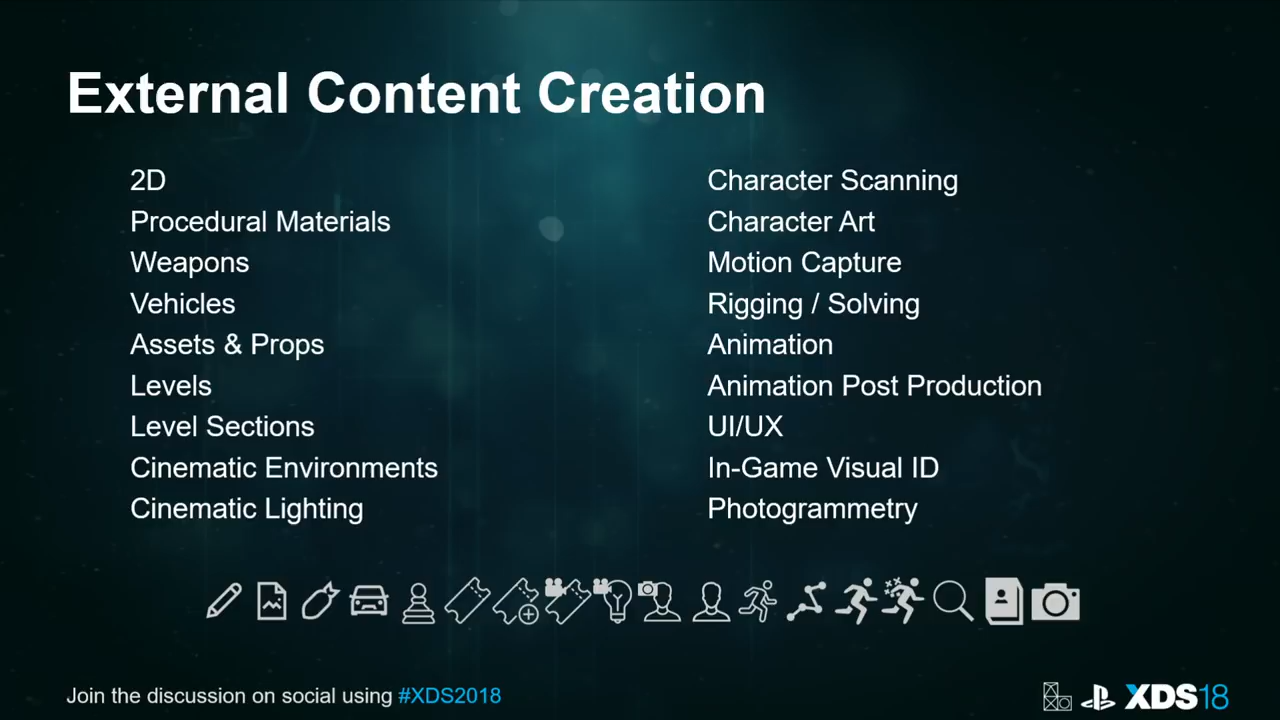 External Content Creation
2D
Procedural Materials
Weapons
Vehicles
Assets & Props
Levels
Level Sections
Cinematic Environments
Cinematic Lighting
Character Scanning
Character Art
Motion Capture
Rigging / Solving
Animation
Animation Post Production
UI/UX
In-Game Visual ID
Photogrammetry
Join the discussion on social using #XDS2018
XDS18